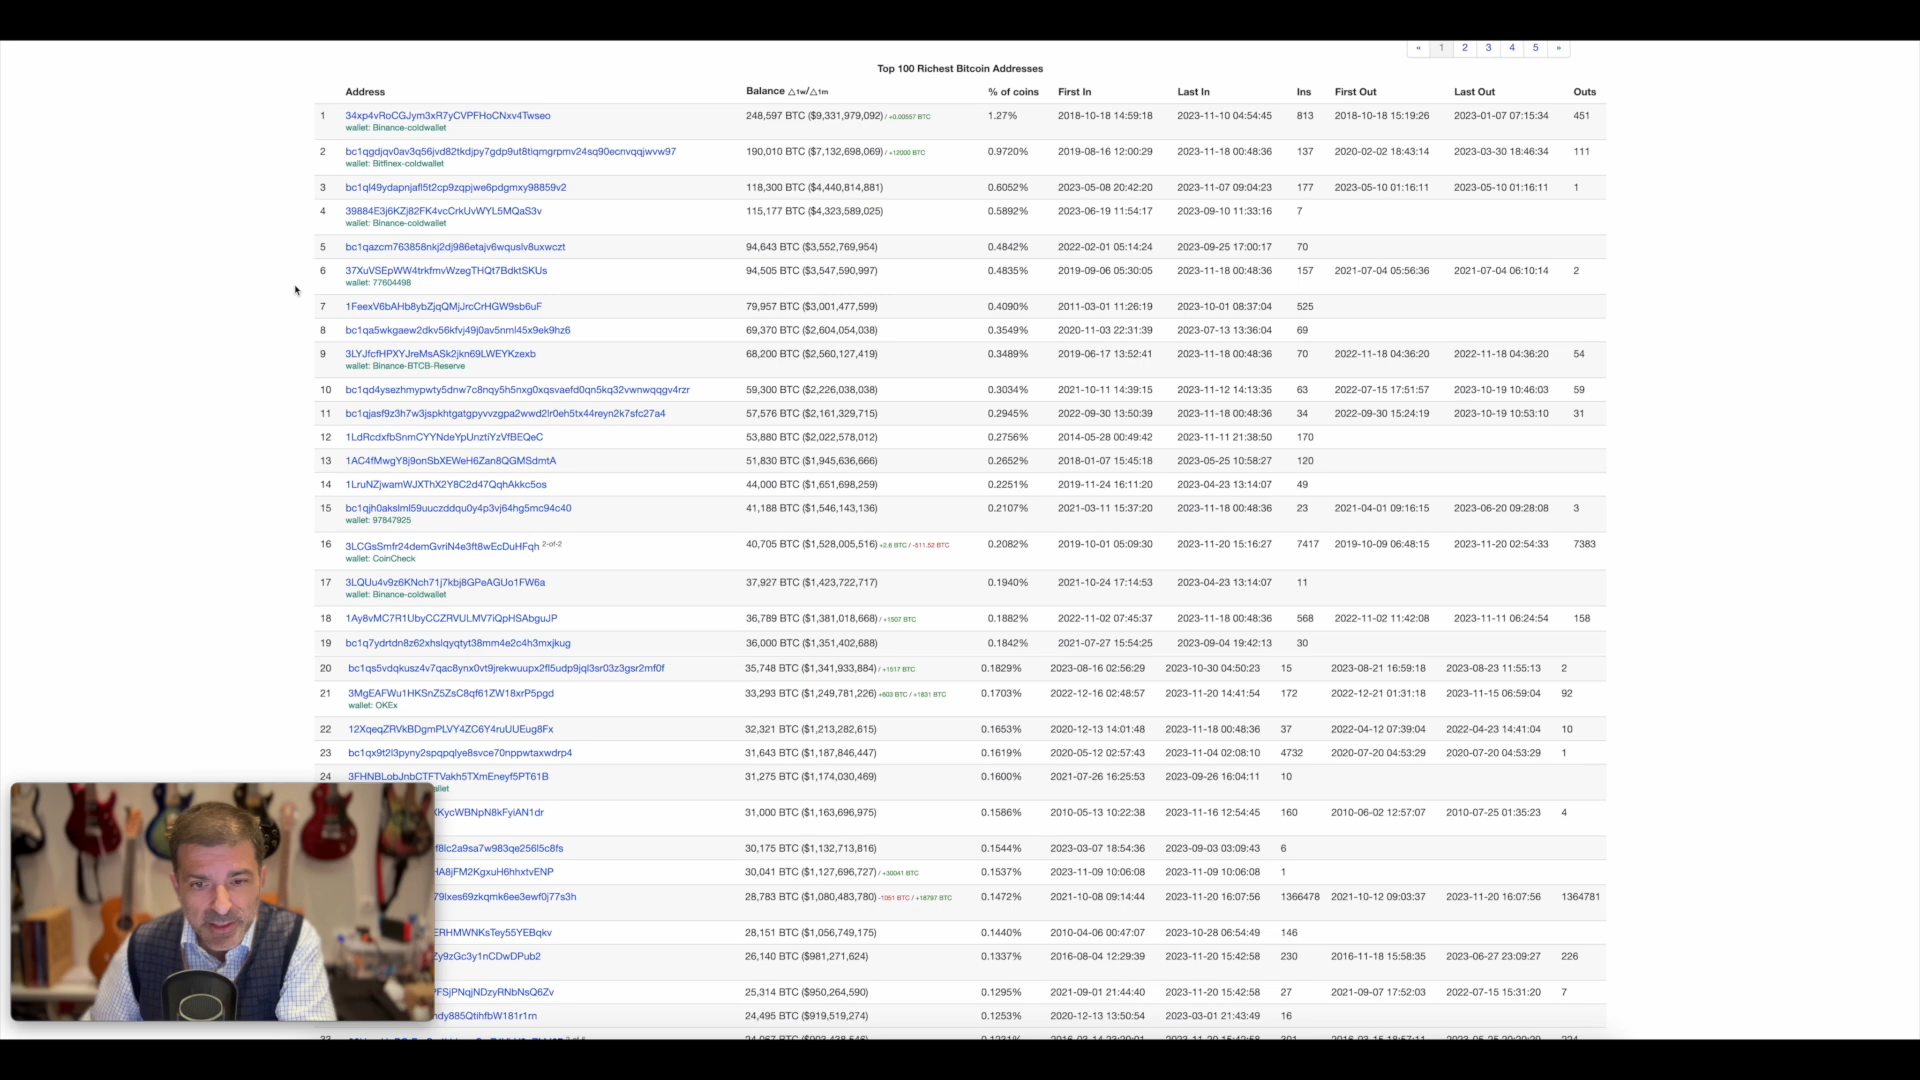 « 1 2 3 4 5 »
Top 100 Richest Bitcoin Addresses
Address Balance △1w/△1m % of coins First In Last In Ins First Out Last Out Outs
1 34xp4vRoCGJym3xR7yCVPFHoCNxv4Twseo 248,597 BTC ($9,331,979,092) / +0.00557 BTC 1.27% 2018-10-18 14:59:18 2023-11-10 04:54:45 813 2018-10-18 15:19:26 2023-01-07 07:15:34 451
wallet: Binance-coldwallet
2 bc1qgdjqv0av3q56jvd82tkdjpy7gdp9ut8tlqmgrpmv24sq90ecnvqqjwvw97 190,010 BTC ($7,132,698,069) / +12000 BTC 0.9720% 2019-08-16 12:00:29 2023-11-18 00:48:36 137 2020-02-02 18:43:14 2023-03-30 18:46:34 111
wallet: Bitfinex-coldwallet
3 bc1ql49ydapnjafl5t2cp9zqpjwe6pdgmxy98859v2 118,300 BTC ($4,440,814,881) 0.6052% 2023-05-08 20:42:20 2023-11-07 09:04:23 177 2023-05-10 01:16:11 2023-05-10 01:16:11 1
4 39884E3j6KZj82FK4vcCrkUvWYL5MQaS3v 115,177 BTC ($4,323,589,025) 0.5892% 2023-06-19 11:54:17 2023-09-10 11:33:16 7
wallet: Binance-coldwallet
5 bc1qazcm763858nkj2dj986etajv6wquslv8uxwczt 94,643 BTC ($3,552,769,954) 0.4842% 2022-02-01 05:14:24 2023-09-25 17:00:17 70
6 37XuVSEpWW4trkfmvWzegTHQt7BdktSKUs 94,505 BTC ($3,547,590,997) 0.4835% 2019-09-06 05:30:05 2023-11-18 00:48:36 157 2021-07-04 05:56:36 2021-07-04 06:10:14 2
wallet: 77604498
7 1FeexV6bAHb8ybZjqQMjJrcCrHGW9sb6uF 79,957 BTC ($3,001,477,599) 0.4090% 2011-03-01 11:26:19 2023-10-01 08:37:04 525
8 bc1qa5wkgaew2dkv56kfvj49j0av5nml45x9ek9hz6 69,370 BTC ($2,604,054,038) 0.3549% 2020-11-03 22:31:39 2023-07-13 13:36:04 69
9 3LYJfcfHPXYJreMsASk2jkn69LWEYKzexb 68,200 BTC ($2,560,127,419) 0.3489% 2019-06-17 13:52:41 2023-11-18 00:48:36 70 2022-11-18 04:36:20 2022-11-18 04:36:20 54
wallet: Binance-BTCB-Reserve
10 bc1qd4ysezhmypwty5dnw7c8nqy5h5nxg0xqsvaefd0qn5kq32vwnwqqgv4rzr 59,300 BTC ($2,226,038,038) 0.3034% 2021-10-11 14:39:15 2023-11-12 14:13:35 63 2022-07-15 17:51:57 2023-10-19 10:46:03 59
11 bc1qjasf9z3h7w3jspkhtgatgpyvvzgpa2wwd2lr0eh5tx44reyn2k7sfc27a4 57,576 BTC ($2,161,329,715) 0.2945% 2022-09-30 13:50:39 2023-11-18 00:48:36 34 2022-09-30 15:24:19 2023-10-19 10:53:10 31
12 1LdRcdxfbSnmCYYNdeYpUnztiYzVfBEQeC 53,880 BTC ($2,022,578,012) 0.2756% 2014-05-28 00:49:42 2023-11-11 21:38:50 170
13 1AC4fMwgY8j9onSbXEWeH6Zan8QGMSdmtA 51,830 BTC ($1,945,636,666) 0.2652% 2018-01-07 15:45:18 2023-05-25 10:58:27 120
14 1LruNZjwamWJXThX2Y8C2d47QqhAkkc5os 44,000 BTC ($1,651,698,259) 0.2251% 2019-11-24 16:11:20 2023-04-23 13:14:07 49
15 bc1qjh0akslml59uuczddqu0y4p3vj64hg5mc94c40 41,188 BTC ($1,546,143,136) 0.2107% 2021-03-11 15:37:20 2023-11-18 00:48:36 23 2021-04-01 09:16:15 2023-06-20 09:28:08 3
wallet: 97847925
16 3LCGsSmfr24demGvriN4e3ft8wEcDuHFqh 2-of-2 40,705 BTC ($1,528,005,516) +2.6 BTC / -511.52 BTC 0.2082% 2019-10-01 05:09:30 2023-11-20 15:16:27 7417 2019-10-09 06:48:15 2023-11-20 02:54:33 7383
wallet: CoinCheck
17 3LQUu4v9z6KNch71j7kbj8GPeAGUo1FW6a 37,927 BTC ($1,423,722,717) 0.1940% 2021-10-24 17:14:53 2023-04-23 13:14:07 11
wallet: Binance-coldwallet
18 1Ay8vMC7R1UbyCCZRVULMV7iQpHSAbguJP 36,789 BTC ($1,381,018,668) / +1507 BTC 0.1882% 2022-11-02 07:45:37 2023-11-18 00:48:36 568 2022-11-02 11:42:08 2023-11-11 06:24:54 158
19 bc1q7ydrtdn8z62xhslqyqtyt38mm4e2c4h3mxjkug 36,000 BTC ($1,351,402,688) 0.1842% 2021-07-27 15:54:25 2023-09-04 19:42:13 30
20 bc1qs5vdqkusz4v7qac8ynx0vt9jrekwuupx2fl5udp9jql3sr03z3gsr2mf0f 35,748 BTC ($1,341,933,884) / +1517 BTC 0.1829% 2023-08-16 02:56:29 2023-10-30 04:50:23 15 2023-08-21 16:59:18 2023-08-23 11:55:13 2
21 3MgEAFWu1HKSnZ5ZsC8qf61ZW18xrP5pgd 33,293 BTC ($1,249,781,226) +603 BTC / +1831 BTC 0.1703% 2022-12-16 02:48:57 2023-11-20 14:41:54 172 2022-12-21 01:31:18 2023-11-15 06:59:04 92
wallet: OKEx
22 12XqeqZRVkBDgmPLVY4ZC6Y4ruUUEug8Fx 32,321 BTC ($1,213,282,615) 0.1653% 2020-12-13 14:01:48 2023-11-18 00:48:36 37 2022-04-12 07:39:04 2022-04-23 14:41:04 10
23 bc1qx9t2l3pyny2spqpqlye8svce70nppwtaxwdrp4 31,643 BTC ($1,187,846,447) 0.1619% 2020-05-12 02:57:43 2023-11-04 02:08:10 4732 2020-07-20 04:53:29 2020-07-20 04:53:29 1
24 3FHNBLobJnbCTFTVakh5TXmEneyf5PT61B 31,275 BTC ($1,174,030,469) 0.1600% 2021-07-26 16:25:53 2023-09-26 16:04:11 10
allet
KycWBNpN8kFyiAN1dr 31,000 BTC ($1,163,696,975) 0.1586% 2010-05-13 10:22:38 2023-11-16 12:54:45 160 2010-06-02 12:57:07 2010-07-25 01:35:23 4
f8lc2a9sa7w983qe256l5c8fs 30,175 BTC ($1,132,713,816) 0.1544% 2023-03-07 18:54:36 2023-09-03 03:09:43 6
HA8jFM2KgxuH6hhxtvENP 30,041 BTC ($1,127,696,727) / +30041 BTC 0.1537% 2023-11-09 10:06:08 2023-11-09 10:06:08 1
79lxes69zkqmk6ee3ewf0j77s3h 28,783 BTC ($1,080,483,780) -1051 BTC / +18797 BTC 0.1472% 2021-10-08 09:14:44 2023-11-20 16:07:56 1366478 2021-10-12 09:03:37 2023-11-20 16:07:56 1364781
ERHMWNKsTey55YEBqkv 28,151 BTC ($1,056,749,175) 0.1440% 2010-04-06 00:47:07 2023-10-28 06:54:49 146
Zy9zGc3y1nCDwDPub2 26,140 BTC ($981,271,624) 0.1337% 2016-08-04 12:29:39 2023-11-20 15:42:58 230 2016-11-18 15:58:35 2023-06-27 23:09:27 226
FSjPNqjNDzyRNbNsQ6Zv 25,314 BTC ($950,264,590) 0.1295% 2021-09-01 21:44:40 2023-11-20 15:42:58 27 2021-09-07 17:52:03 2022-07-15 15:31:20 7
ndy885QtihfbW181r1rn 24,495 BTC ($919,519,274) 0.1253% 2020-12-13 13:50:54 2023-03-01 21:43:49 16